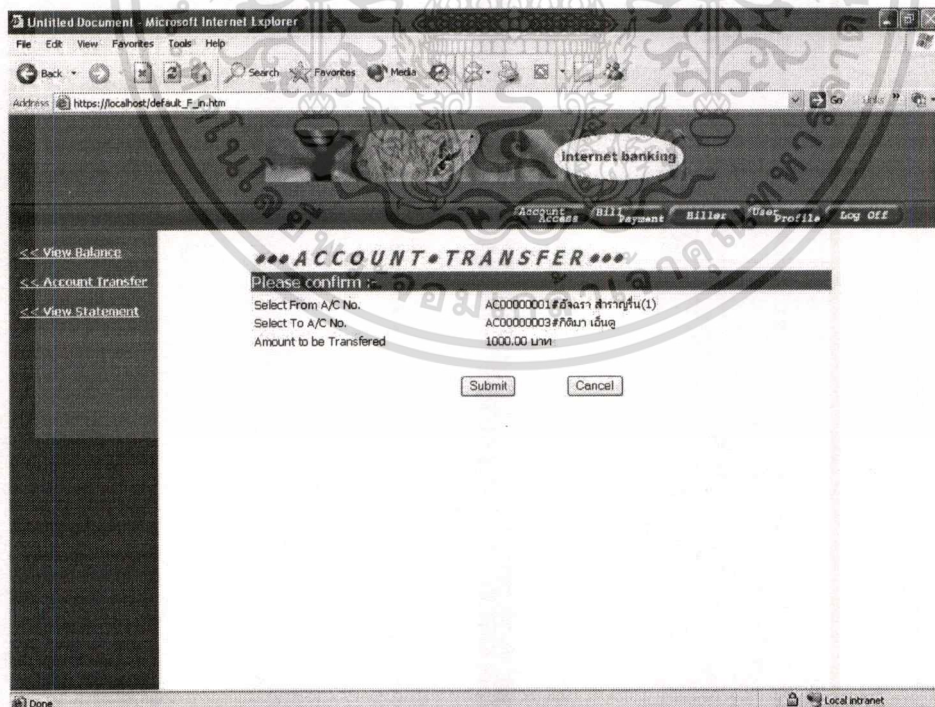 Untitled Document - Microsoft Internet Explorer
File Edit View Favorites Tools Help
Back Search Favorites Media
Address https://localhost/default_F_in.htm Go Links »
internet banking
Account Access Bill Payment Biller User Profile Log Off
<< View Balance
<< Account Transfer
<< View Statement
ACCOUNT TRANSFER
Please confirm :-
Select From A/C No. AC00000001#อัจฉรา สำราญรื่น(1)
Select To A/C No. AC00000003#กิติมา เอ็นดู
Amount to be Transfered 1000.00 บาท
Submit Cancel
Done Local intranet